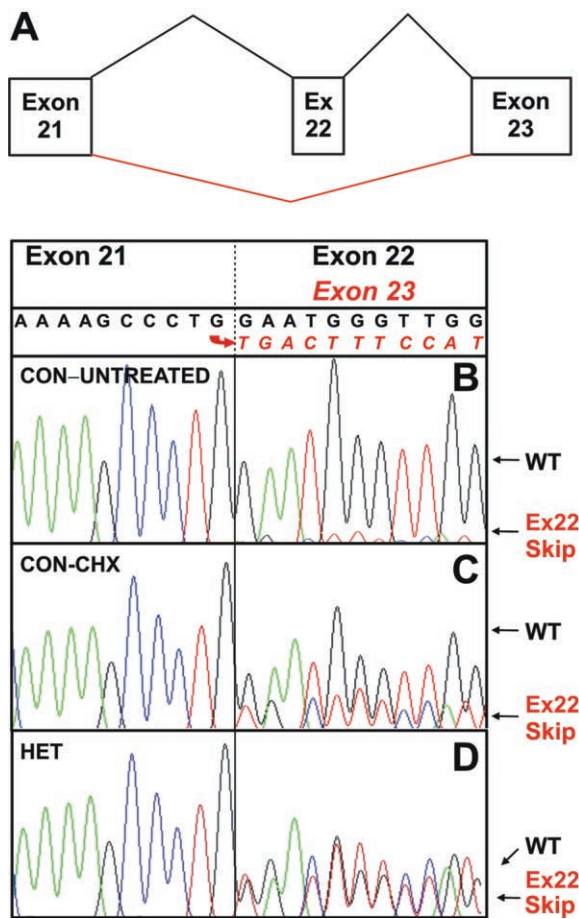 A
Exon 21
Ex 22
Exon 23
Exon 21 Exon 22
Exon 23
A A A A G C C C T G G A A T G G G T T G G
T G A C T T T C C A T
CON–UNTREATED B
WT
Ex22 Skip
CON-CHX C
WT
Ex22 Skip
HET D
WT
Ex22 Skip